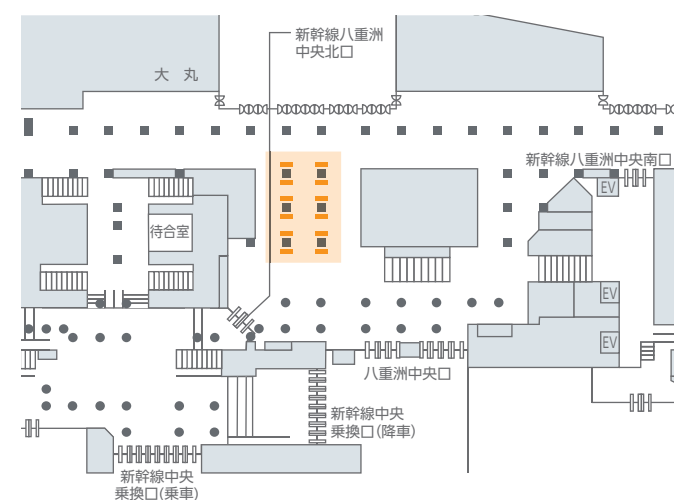 新幹線八重洲
中央北口
大 丸
新幹線八重洲中央南口
EV
待合室
EV
EV
八重洲中央口
新幹線中央
乗換口(降車)
新幹線中央
乗換口(乗車)